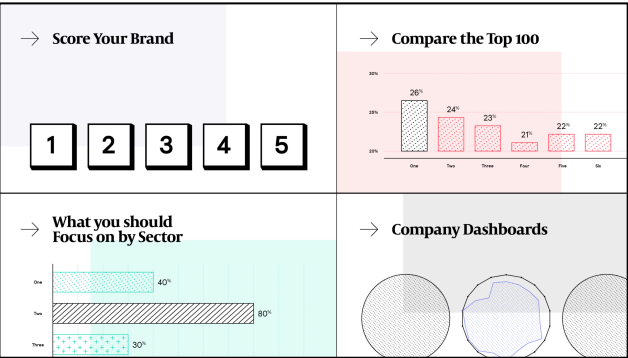 Score Your Brand
1 2 3 4 5
Compare the Top 100
30%
25%
20%
26%
24%
23%
21%
22%
22%
One Two Three Four Five Six
What you should
Focus on by Sector
One 40%
Two 80%
Three 30%
Company Dashboards